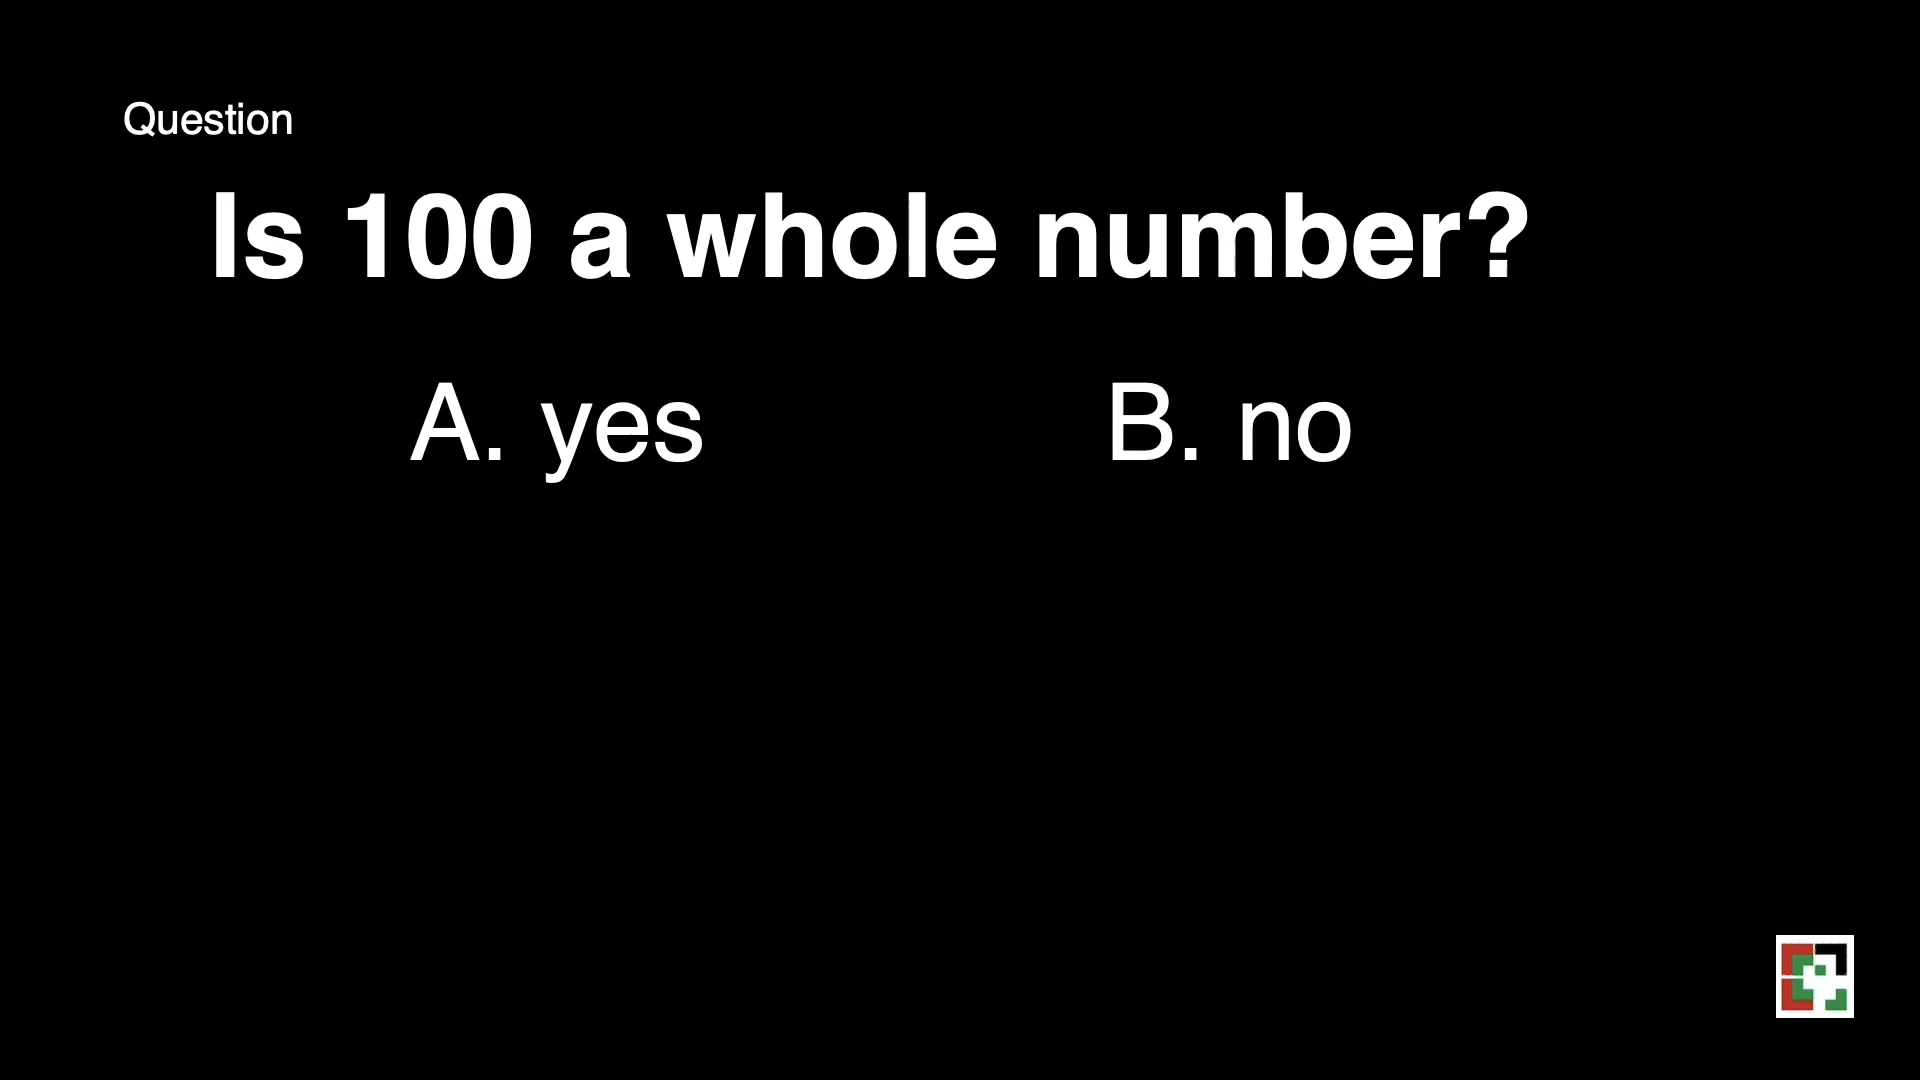 Question
Is 100 a whole number?
A. yes B. no